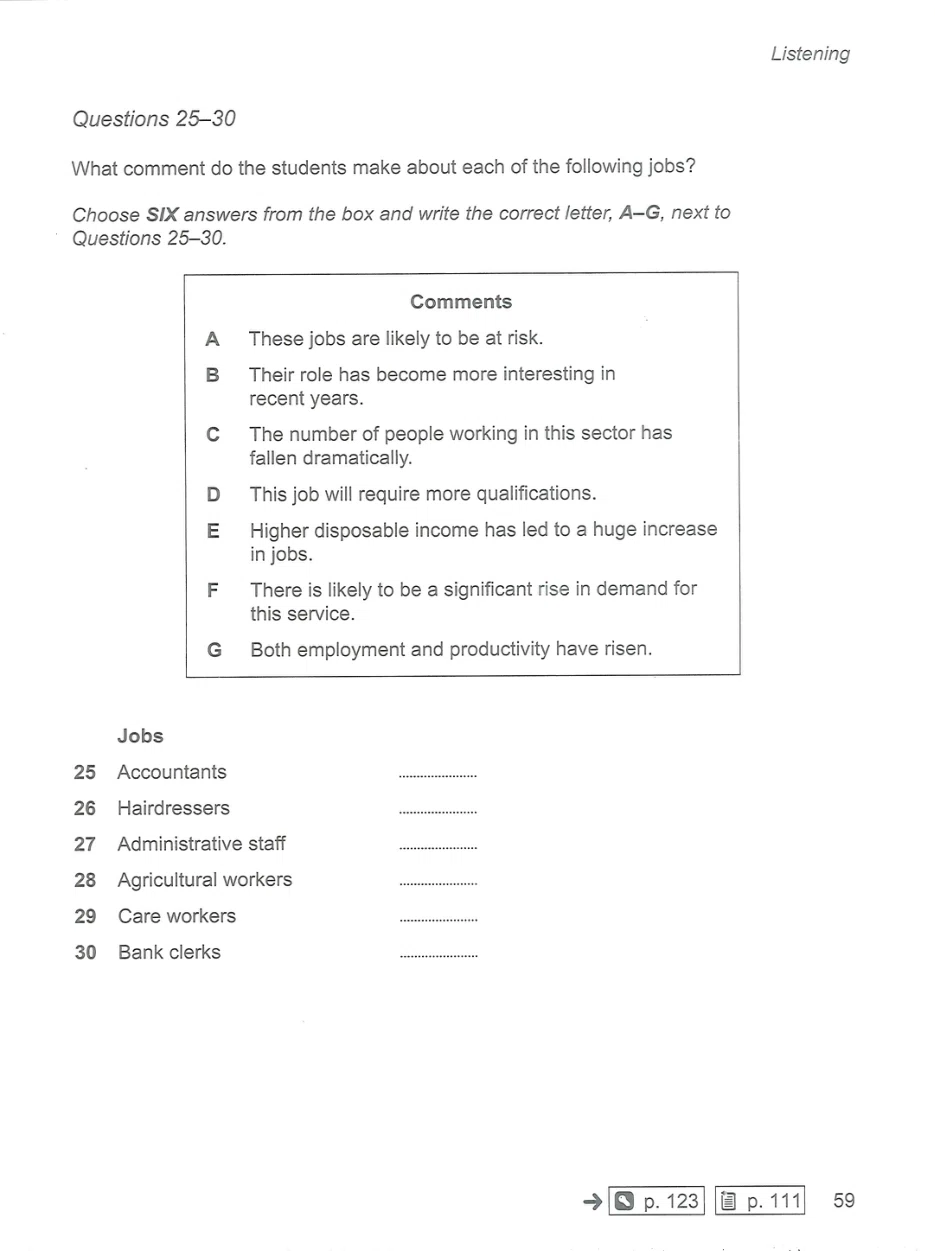 Listening
Questions 25–30
What comment do the students make about each of the following jobs?
Choose SIX answers from the box and write the correct letter, A–G, next to
Questions 25–30.
Comments
A These jobs are likely to be at risk.
B Their role has become more interesting in
recent years.
C The number of people working in this sector has
fallen dramatically.
D This job will require more qualifications.
E Higher disposable income has led to a huge increase
in jobs.
F There is likely to be a significant rise in demand for
this service.
G Both employment and productivity have risen.
Jobs
25 Accountants ......................
26 Hairdressers ......................
27 Administrative staff ......................
28 Agricultural workers ......................
29 Care workers ......................
30 Bank clerks ......................
p. 123 p. 111 59